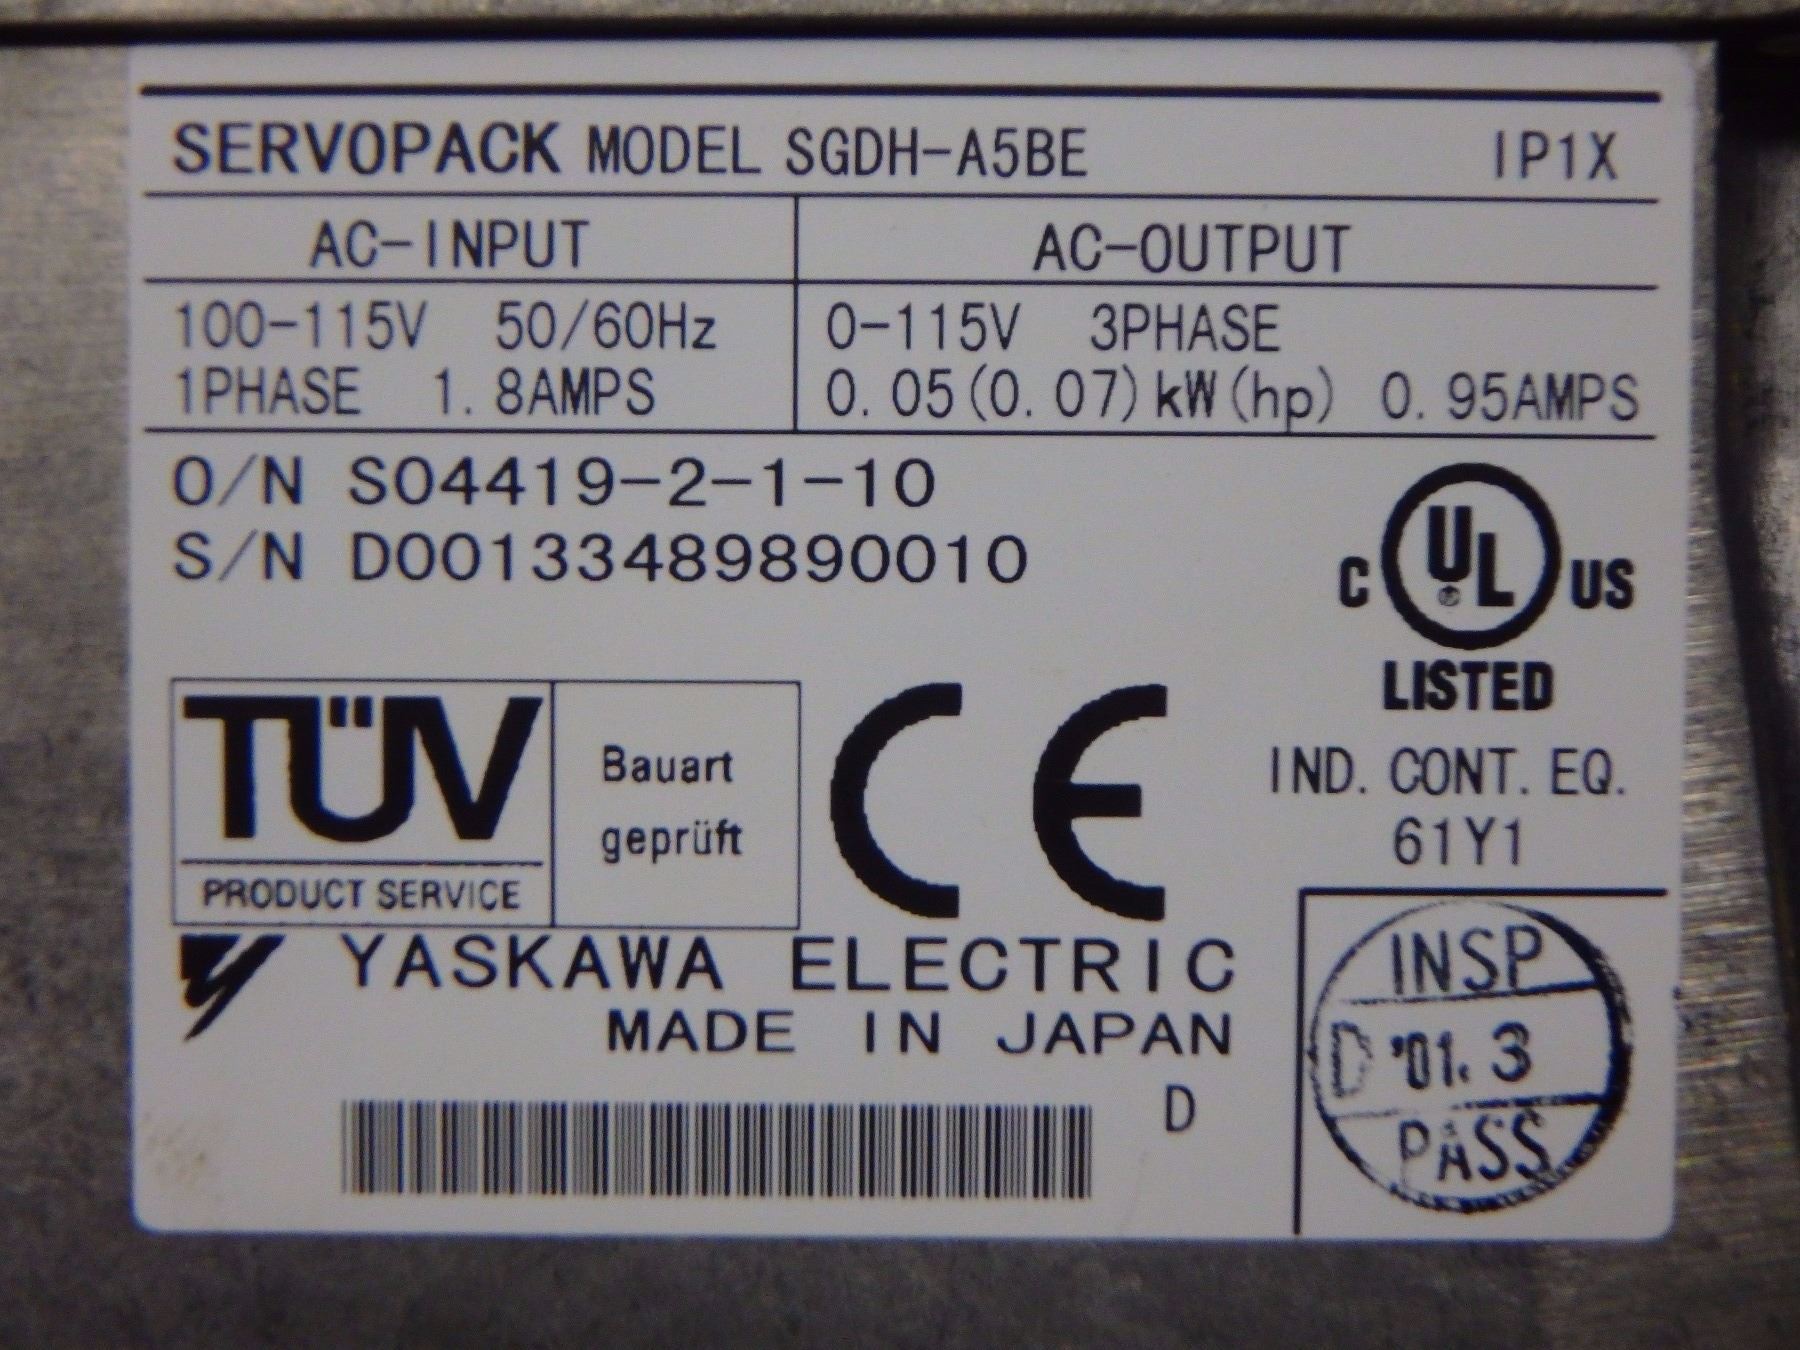 SERVOPACK MODEL SGDH-A5BE IP1X
AC-INPUT AC-OUTPUT
100-115V 50/60Hz 0-115V 3PHASE
1PHASE 1.8AMPS 0.05(0.07)kW(hp) 0.95AMPS
O/N S04419-2-1-10
S/N D00133489890010
C UL US
LISTED
IND. CONT. EQ.
61Y1
TÜV
PRODUCT SERVICE
Bauart
geprüft
CE
YASKAWA ELECTRIC
MADE IN JAPAN
D
INSP
D '01.3
PASS